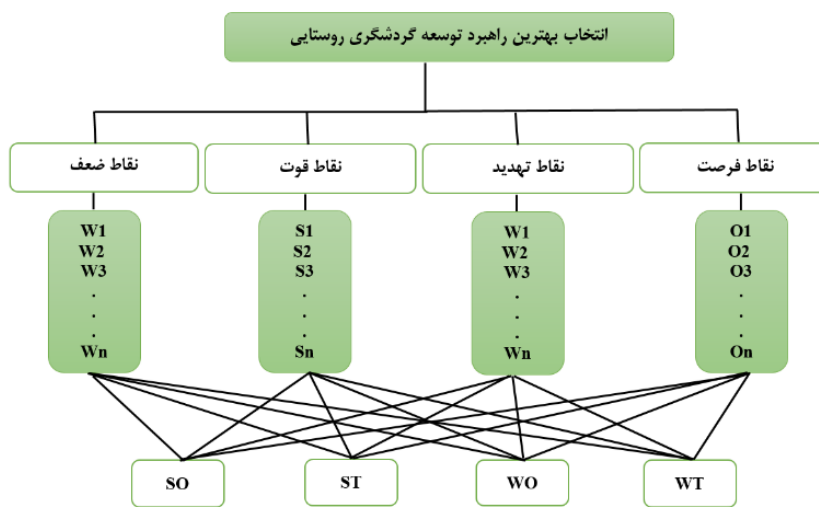 انتخاب بهترین راهبرد توسعه گردشگری روستایی
نقاط فرصت
نقاط تهدید
نقاط قوت
نقاط ضعف
O1
O2
O3
.
.
.
On
W1
W2
W3
.
.
.
Wn
S1
S2
S3
.
.
.
Sn
W1
W2
W3
.
.
.
Wn
SO
ST
WO
WT